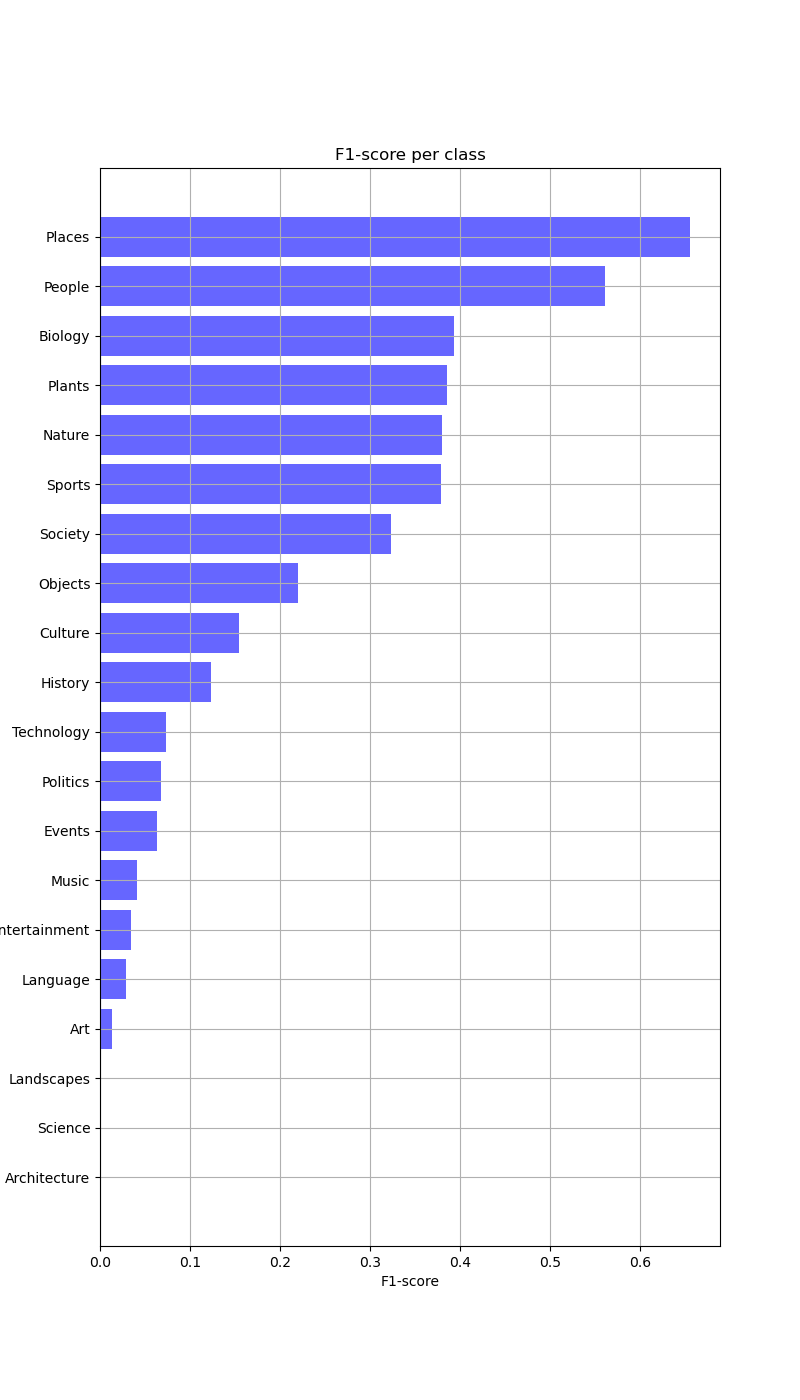 F1-score per class
Places
People
Biology
Plants
Nature
Sports
Society
Objects
Culture
History
Technology
Politics
Events
Music
ntertainment
Language
Art
Landscapes
Science
Architecture
0.0 0.1 0.2 0.3 0.4 0.5 0.6
F1-score